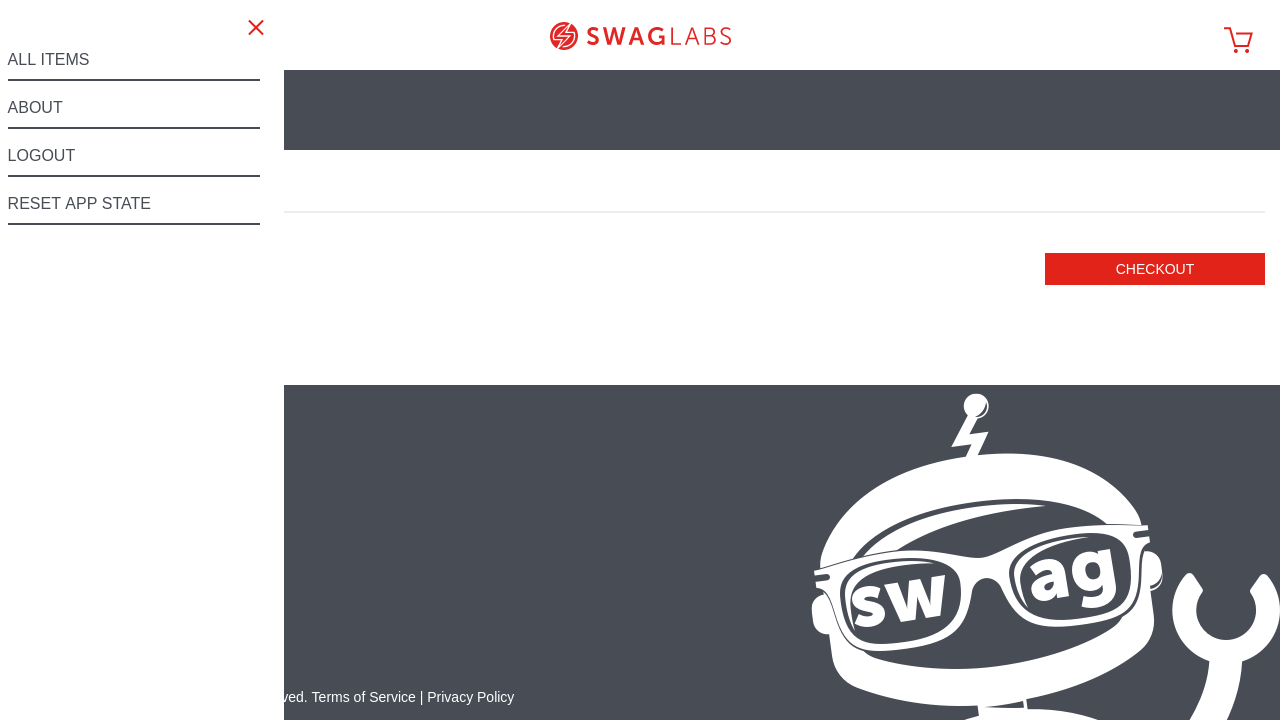 SWAGLABS
ALL ITEMS
ABOUT
LOGOUT
RESET APP STATE
CHECKOUT
sw ag
ved. Terms of Service | Privacy Policy